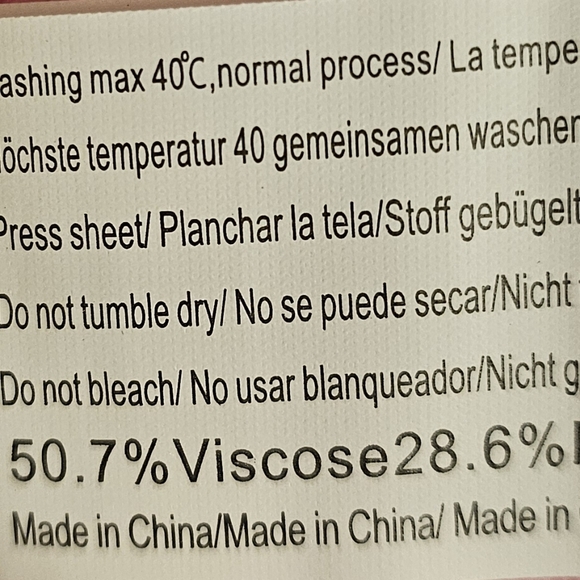 ashing max 40℃,normal process/ La tempe
öchste temperatur 40 gemeinsamen waschen
Press sheet/ Planchar la tela/Stoff gebügelt
Do not tumble dry/ No se puede secar/Nicht
Do not bleach/ No usar blanqueador/Nicht g
50.7%Viscose28.6%
Made in China/Made in China/ Made in